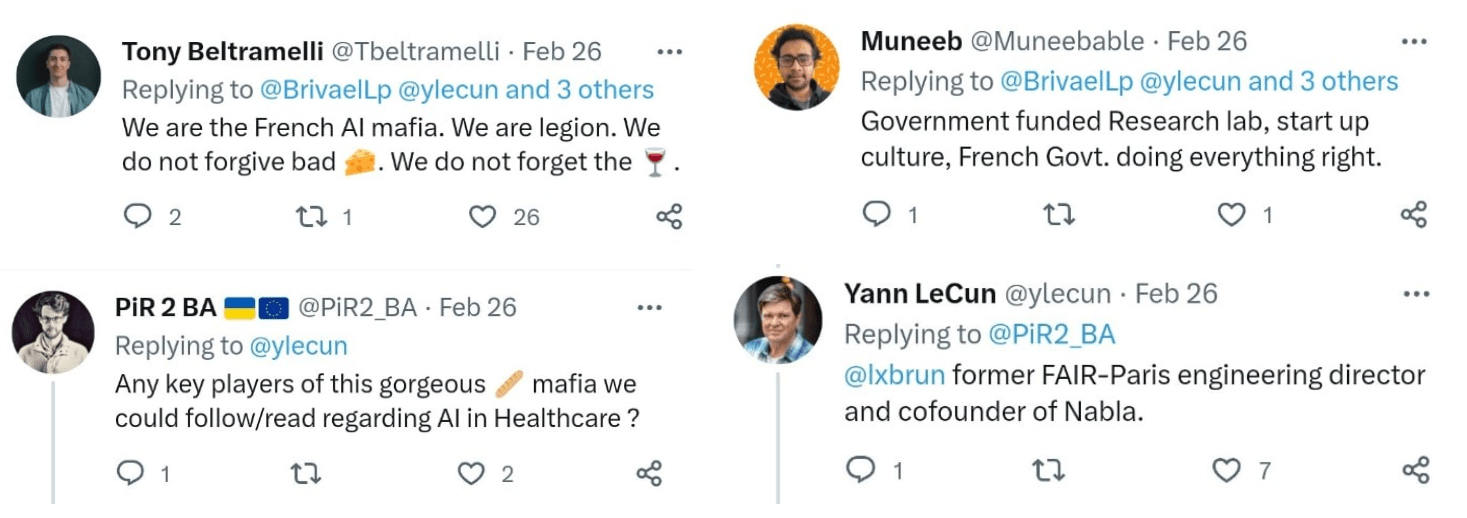 Tony Beltramelli @Tbeltramelli · Feb 26 ...
Replying to @BrivaelLp @ylecun and 3 others
We are the French AI mafia. We are legion. We
do not forgive bad 🧀. We do not forget the 🍷.
2 1 26
Muneeb @Muneebable · Feb 26 ...
Replying to @BrivaelLp @ylecun and 3 others
Government funded Research lab, start up
culture, French Govt. doing everything right.
1 1
PiR 2 BA 🇺🇦🇪🇺 @PiR2_BA · Feb 26 ...
Replying to @ylecun
Any key players of this gorgeous 🥖 mafia we
could follow/read regarding AI in Healthcare ?
1 2
Yann LeCun @ylecun · Feb 26 ...
Replying to @PiR2_BA
@lxbrun former FAIR-Paris engineering director
and cofounder of Nabla.
1 7